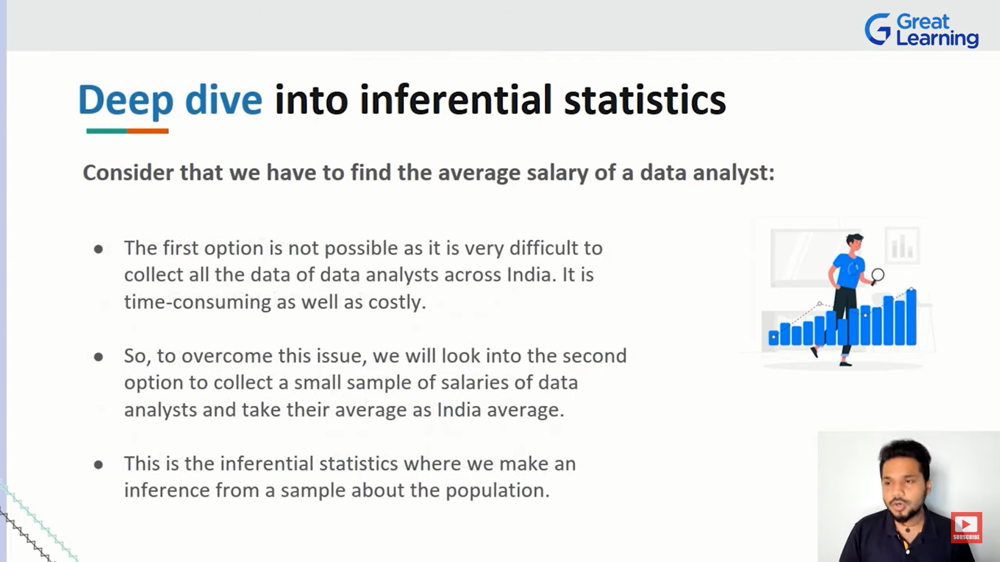 Great
Learning
Deep dive into inferential statistics
Consider that we have to find the average salary of a data analyst:
● The first option is not possible as it is very difficult to
collect all the data of data analysts across India. It is
time-consuming as well as costly.
● So, to overcome this issue, we will look into the second
option to collect a small sample of salaries of data
analysts and take their average as India average.
● This is the inferential statistics where we make an
inference from a sample about the population.
SUBSCRIBE